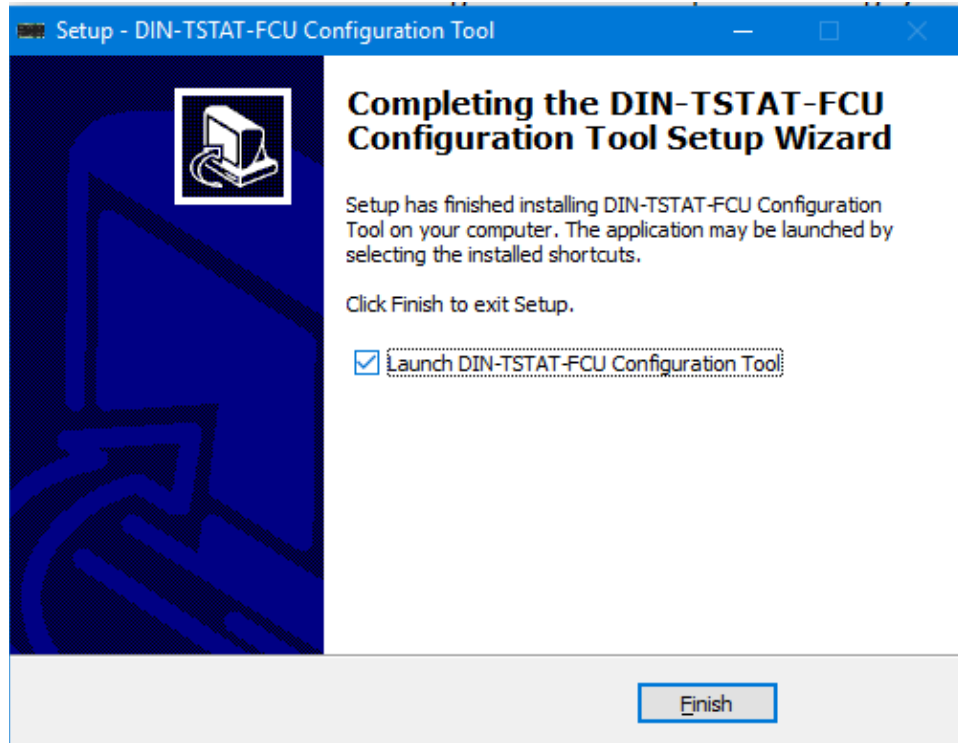 Setup - DIN-TSTAT-FCU Configuration Tool
Completing the DIN-TSTAT-FCU
Configuration Tool Setup Wizard
Setup has finished installing DIN-TSTAT-FCU Configuration
Tool on your computer. The application may be launched by
selecting the installed shortcuts.
Click Finish to exit Setup.
Launch DIN-TSTAT-FCU Configuration Tool
Finish